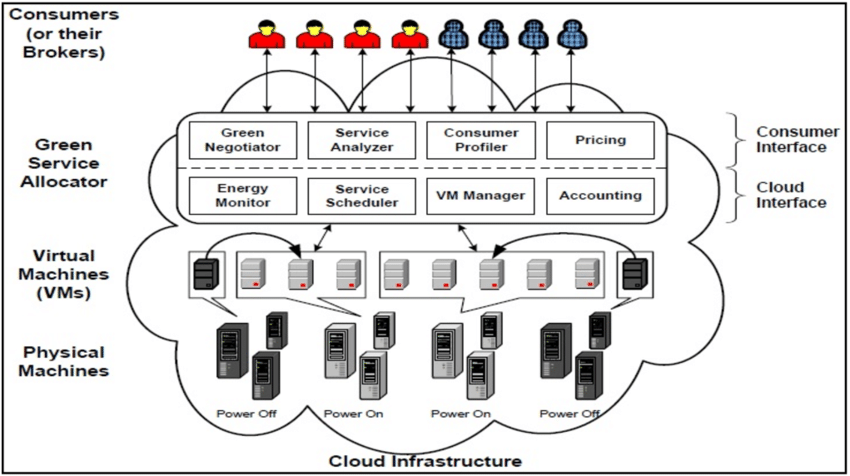 Consumers
(or their
Brokers)
Green
Negotiator
Service
Analyzer
Consumer
Profiler
Pricing
Consumer
Interface
Green
Service
Allocator
Energy
Monitor
Service
Scheduler
VM Manager
Accounting
Cloud
Interface
Virtual
Machines
(VMs)
Physical
Machines
Power Off
Power On
Power On
Power Off
Cloud Infrastructure